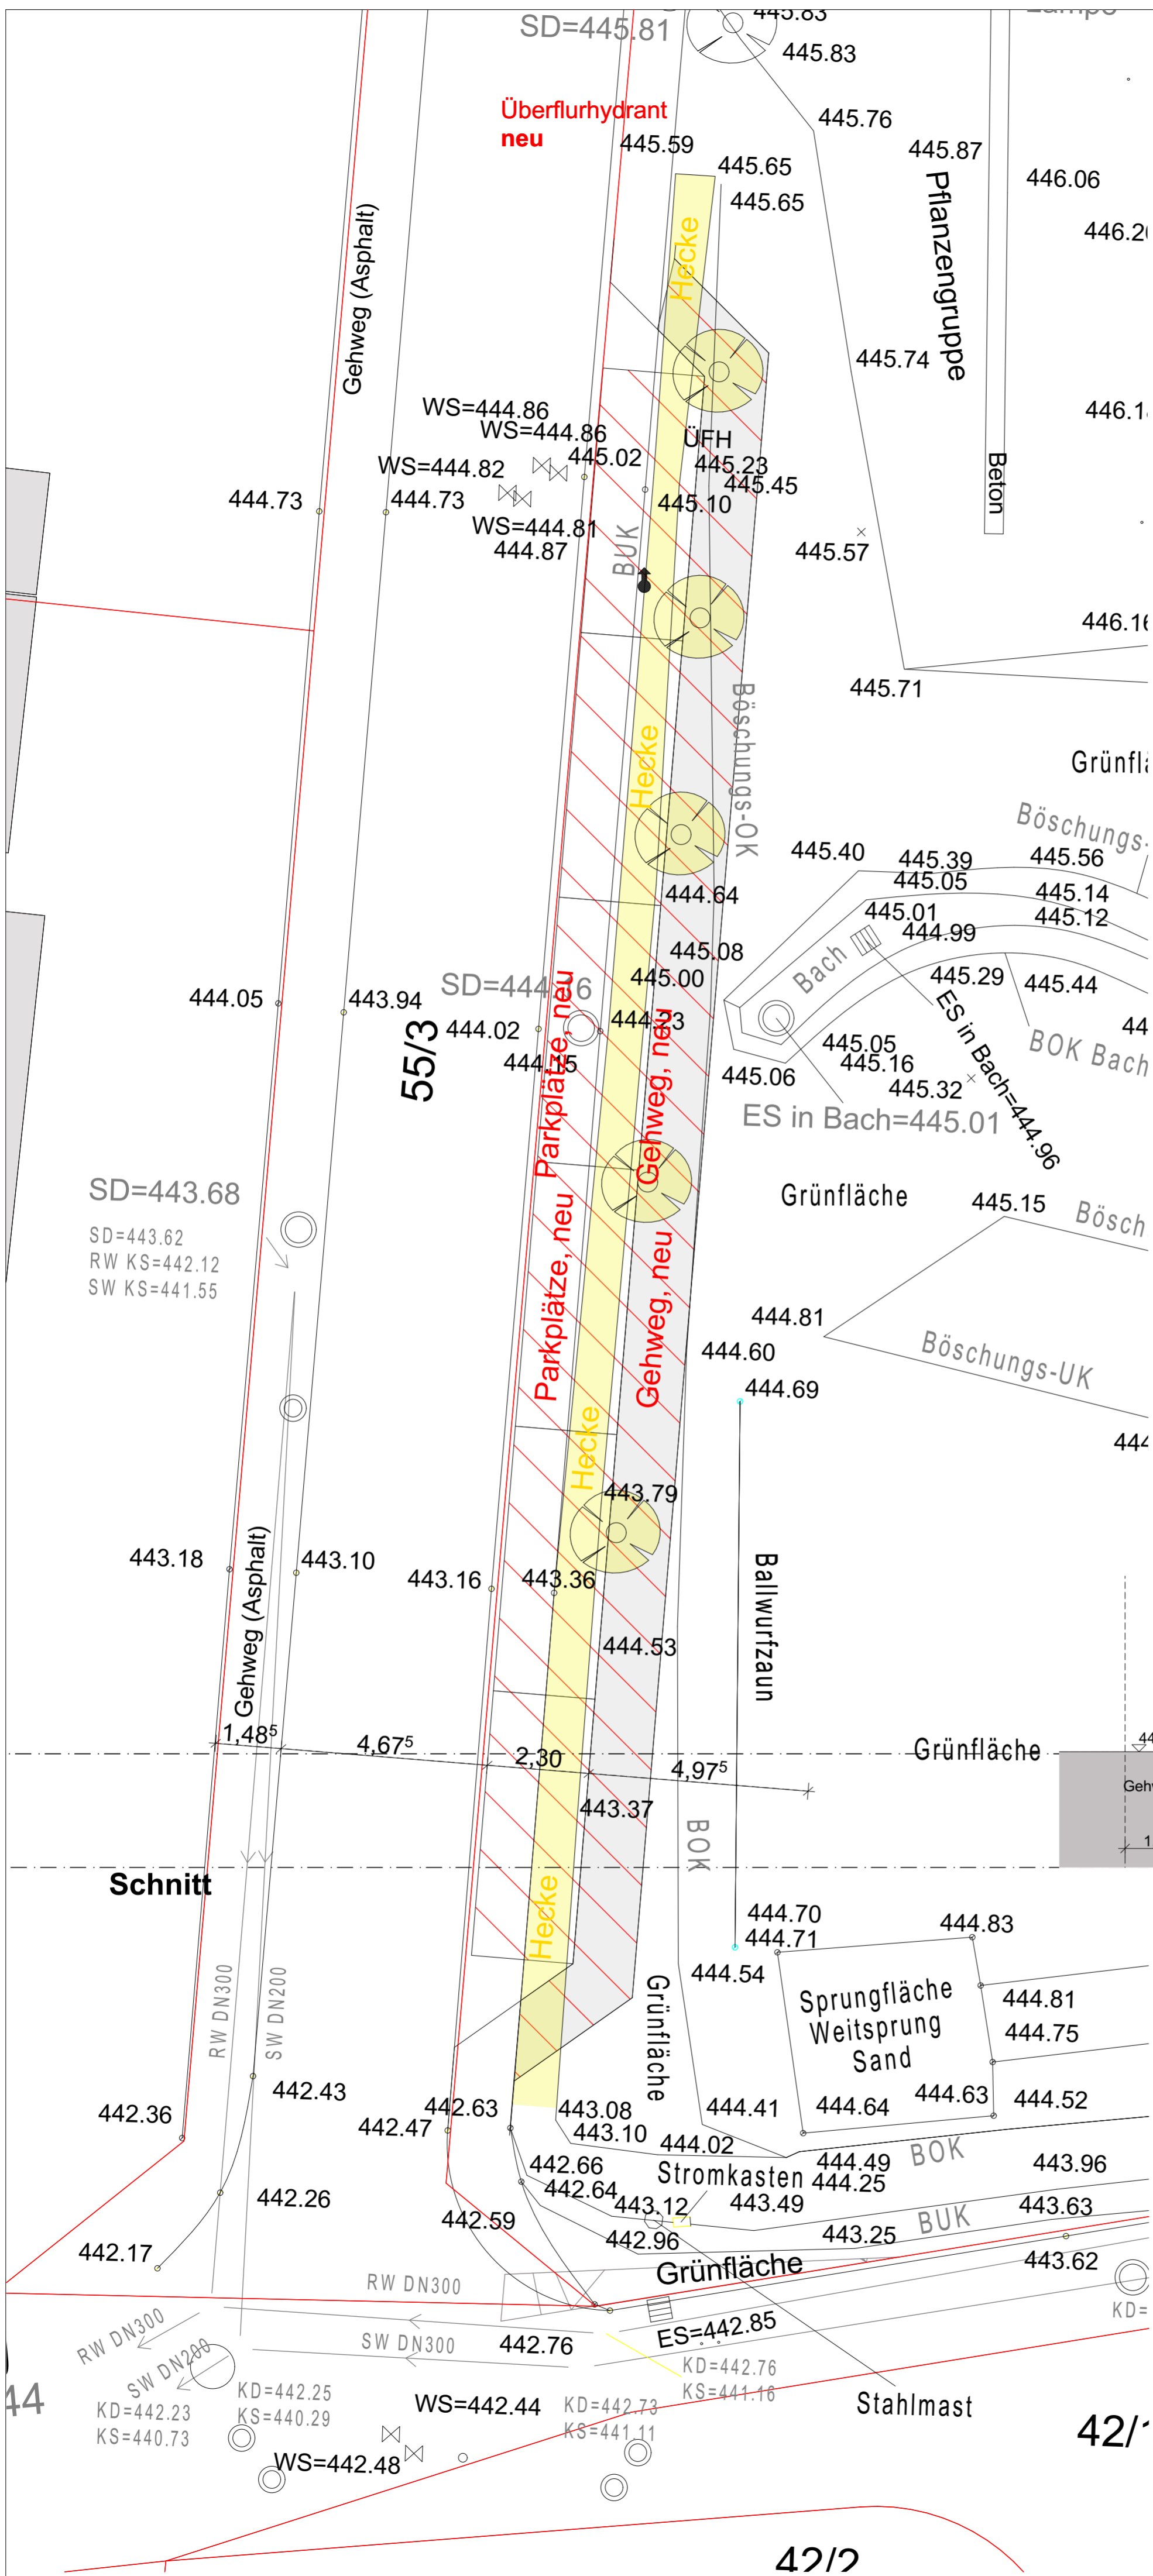 SD=445.81
445.83
445.83
445.76
Überflurhydrant
neu
445.59
445.65
445.65
445.87
446.06
Pflanzengruppe
Hecke
Gehweg (Asphalt)
445.74
WS=444.86
WS=444.86
WS=444.82
445.02
ÜFH
445.23
445.45
445.10
444.73
444.73
WS=444.81
444.87
BUK
445.57
Beton
445.71
Böschungs-OK
Hecke
445.40
445.39
445.56
445.05
445.14
445.01
445.12
444.99
444.64
445.08
445.00
Bach
445.29
445.44
444.05
443.94
444.02
444.23
55/3
445.06
445.05
445.16
445.32
ES in Bach=444.96
BOK Bach
ES in Bach=445.01
Parkplätze, neu
Gehweg, neu
Parkplätze, neu
Gehweg, neu
SD=443.68
SD=443.62
RW KS=442.12
SW KS=441.55
Grünfläche
445.15
444.81
Böschungs-UK
444.60
444.69
Hecke
443.79
443.18
443.10
443.16
443.36
Gehweg (Asphalt)
Ballwurfzaun
444.53
1,48⁵
4,67⁵
2,30
4,97⁵
Grünfläche
443.37
BOK
Schnitt
Hecke
444.70
444.71
444.83
444.54
Grünfläche
Sprungfläche
Weitsprung
Sand
444.81
444.75
RW DN300
SW DN200
442.43
442.36
442.63
442.47
443.08
443.10
444.41
444.64
444.63
444.52
444.02
BOK
444.49
443.96
442.66
442.64
Stromkasten
444.25
442.26
442.59
443.12
443.49
443.63
442.96
443.25
BUK
443.62
442.17
Grünfläche
RW DN300
RW DN300
SW DN300
442.76
ES=442.85
SW DN200
KD=442.23
KS=440.73
KD=442.25
KS=440.29
WS=442.44
KD=442.73
KS=441.11
KD=442.76
KS=441.16
Stahlmast
WS=442.48
42/2